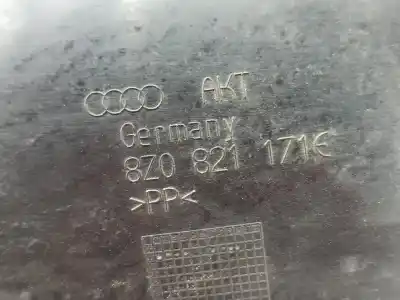 AKT
Germany
8Z0 821 171E
>PP<